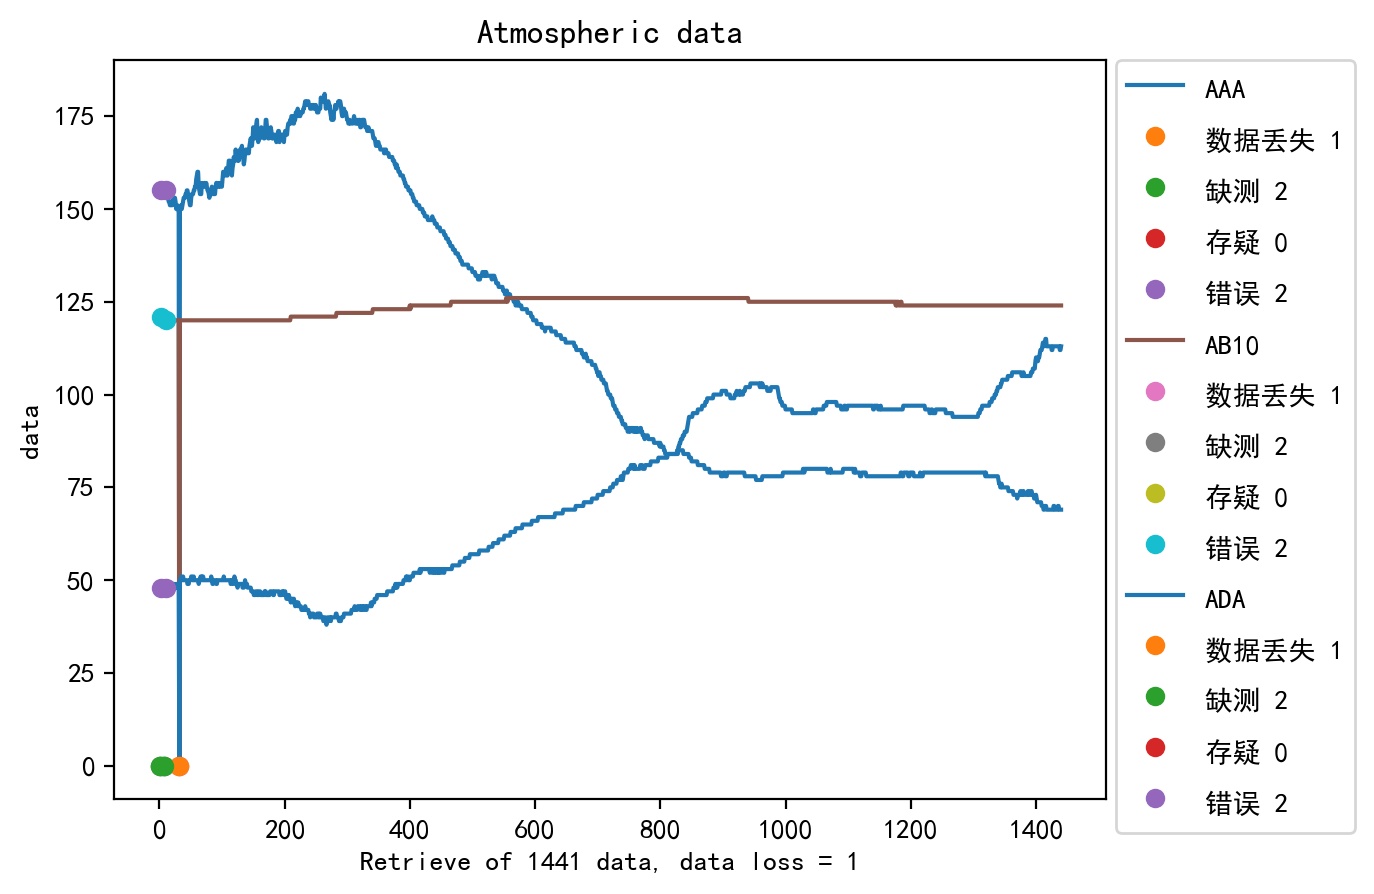 Atmospheric data
175
150
125
100
75
50
25
0
data
0 200 400 600 800 1000 1200 1400
Retrieve of 1441 data, data loss = 1
AAA
数据丢失 1
缺测 2
存疑 0
错误 2
AB10
数据丢失 1
缺测 2
存疑 0
错误 2
ADA
数据丢失 1
缺测 2
存疑 0
错误 2